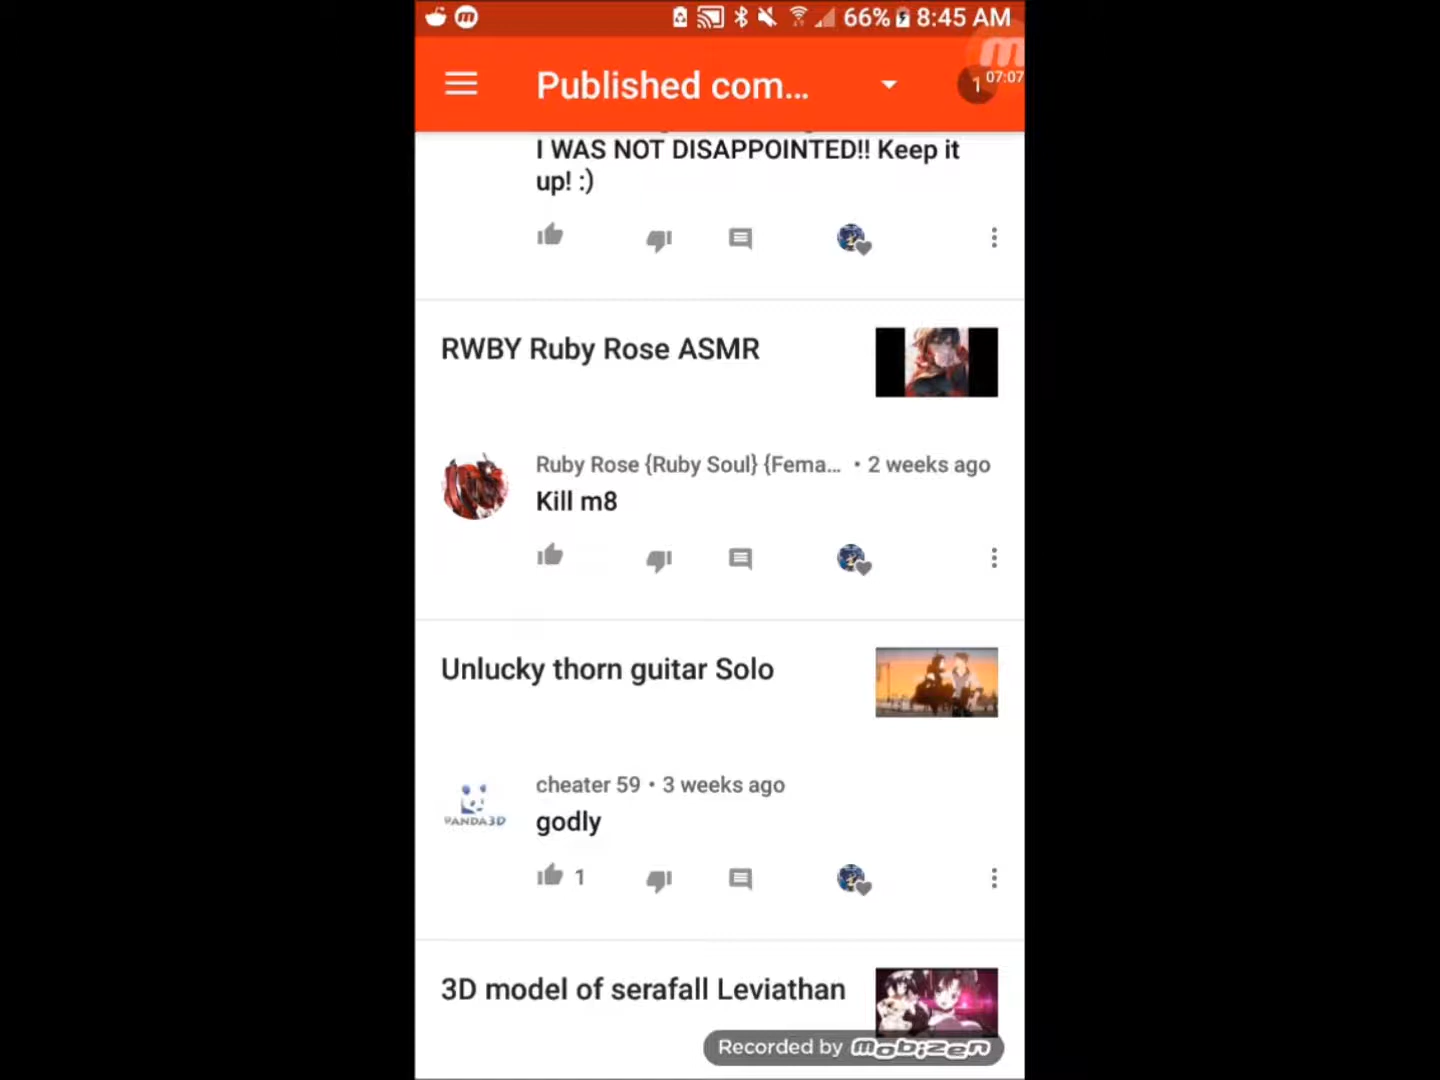 66% 8:45 AM
Published com...
1 07:07
I WAS NOT DISAPPOINTED!! Keep it
up! :)
RWBY Ruby Rose ASMR
Ruby Rose {Ruby Soul} {Fema... • 2 weeks ago
Kill m8
Unlucky thorn guitar Solo
cheater 59 • 3 weeks ago
PANDA3D
godly
1
3D model of serafall Leviathan
Recorded by mobizen